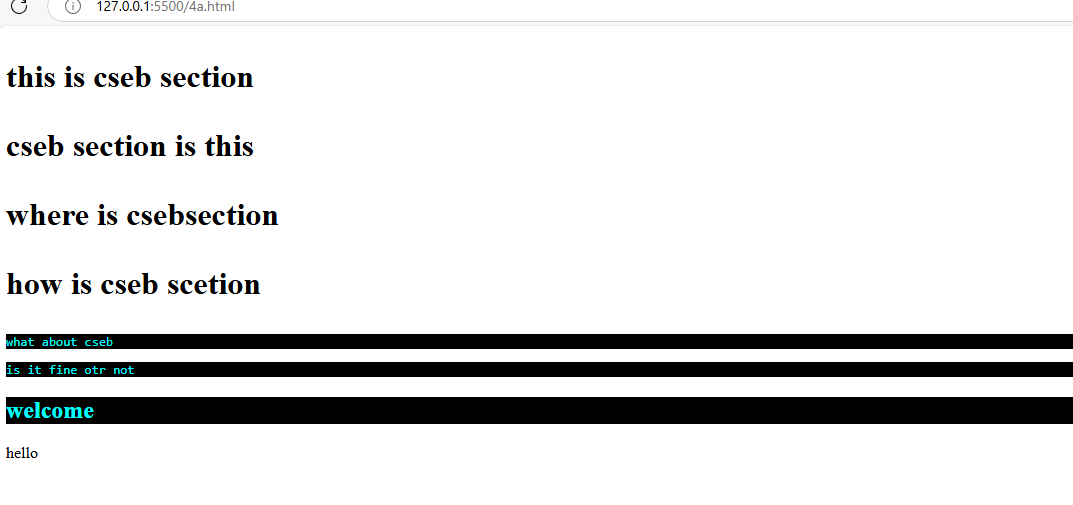 127.0.0.1:5500/4a.html
this is cseb section
cseb section is this
where is csebsection
how is cseb scetion
what about cseb
is it fine otr not
welcome
hello